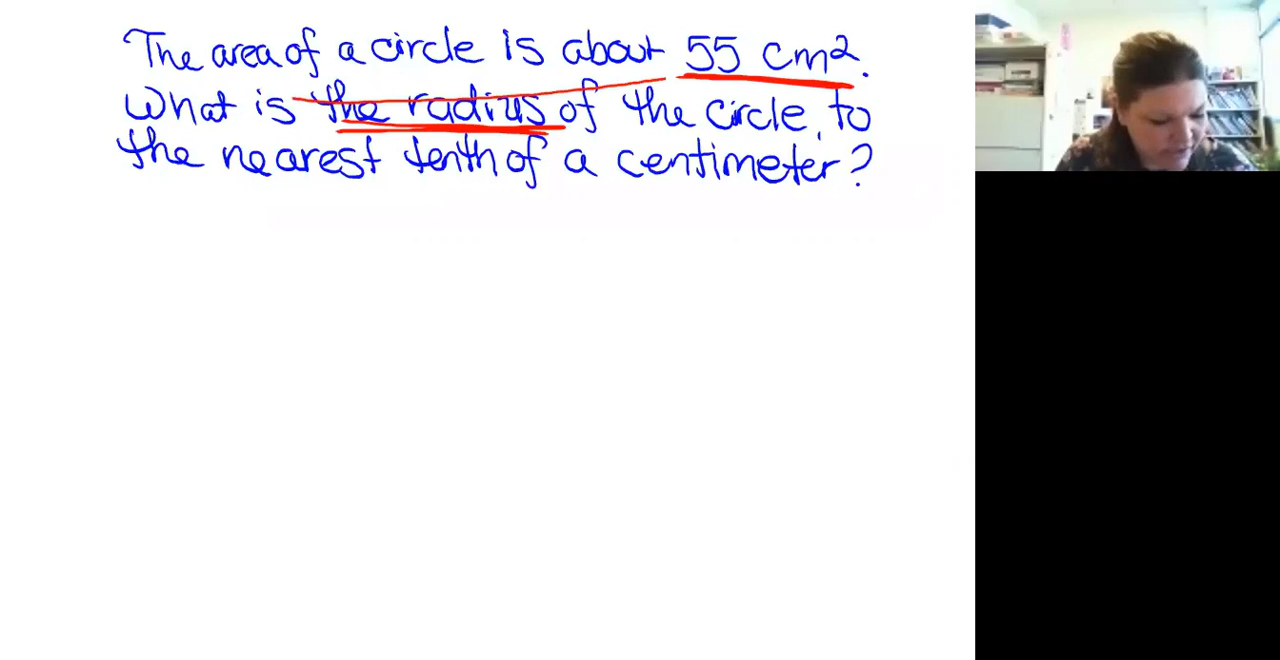 The area of a circle is about 55 cm².
What is the radius of the circle, to
the nearest tenth of a centimeter?